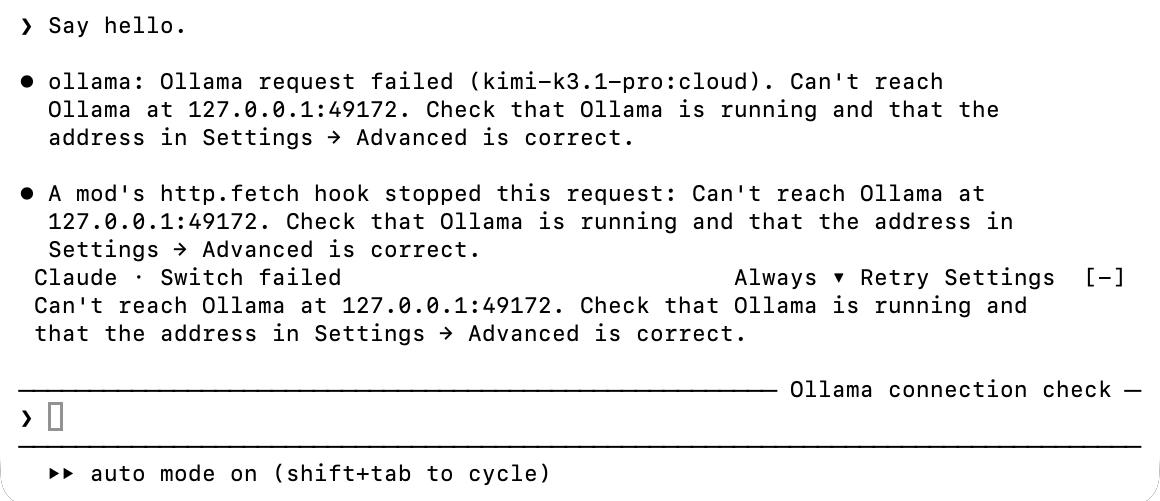 ❯ Say hello.
● ollama: Ollama request failed (kimi-k3.1-pro:cloud). Can't reach
Ollama at 127.0.0.1:49172. Check that Ollama is running and that the
address in Settings → Advanced is correct.
● A mod's http.fetch hook stopped this request: Can't reach Ollama at
127.0.0.1:49172. Check that Ollama is running and that the address in
Settings → Advanced is correct.
Claude · Switch failed Always ▾ Retry Settings [-]
Can't reach Ollama at 127.0.0.1:49172. Check that Ollama is running and
that the address in Settings → Advanced is correct.
Ollama connection check
❯
▸▸ auto mode on (shift+tab to cycle)